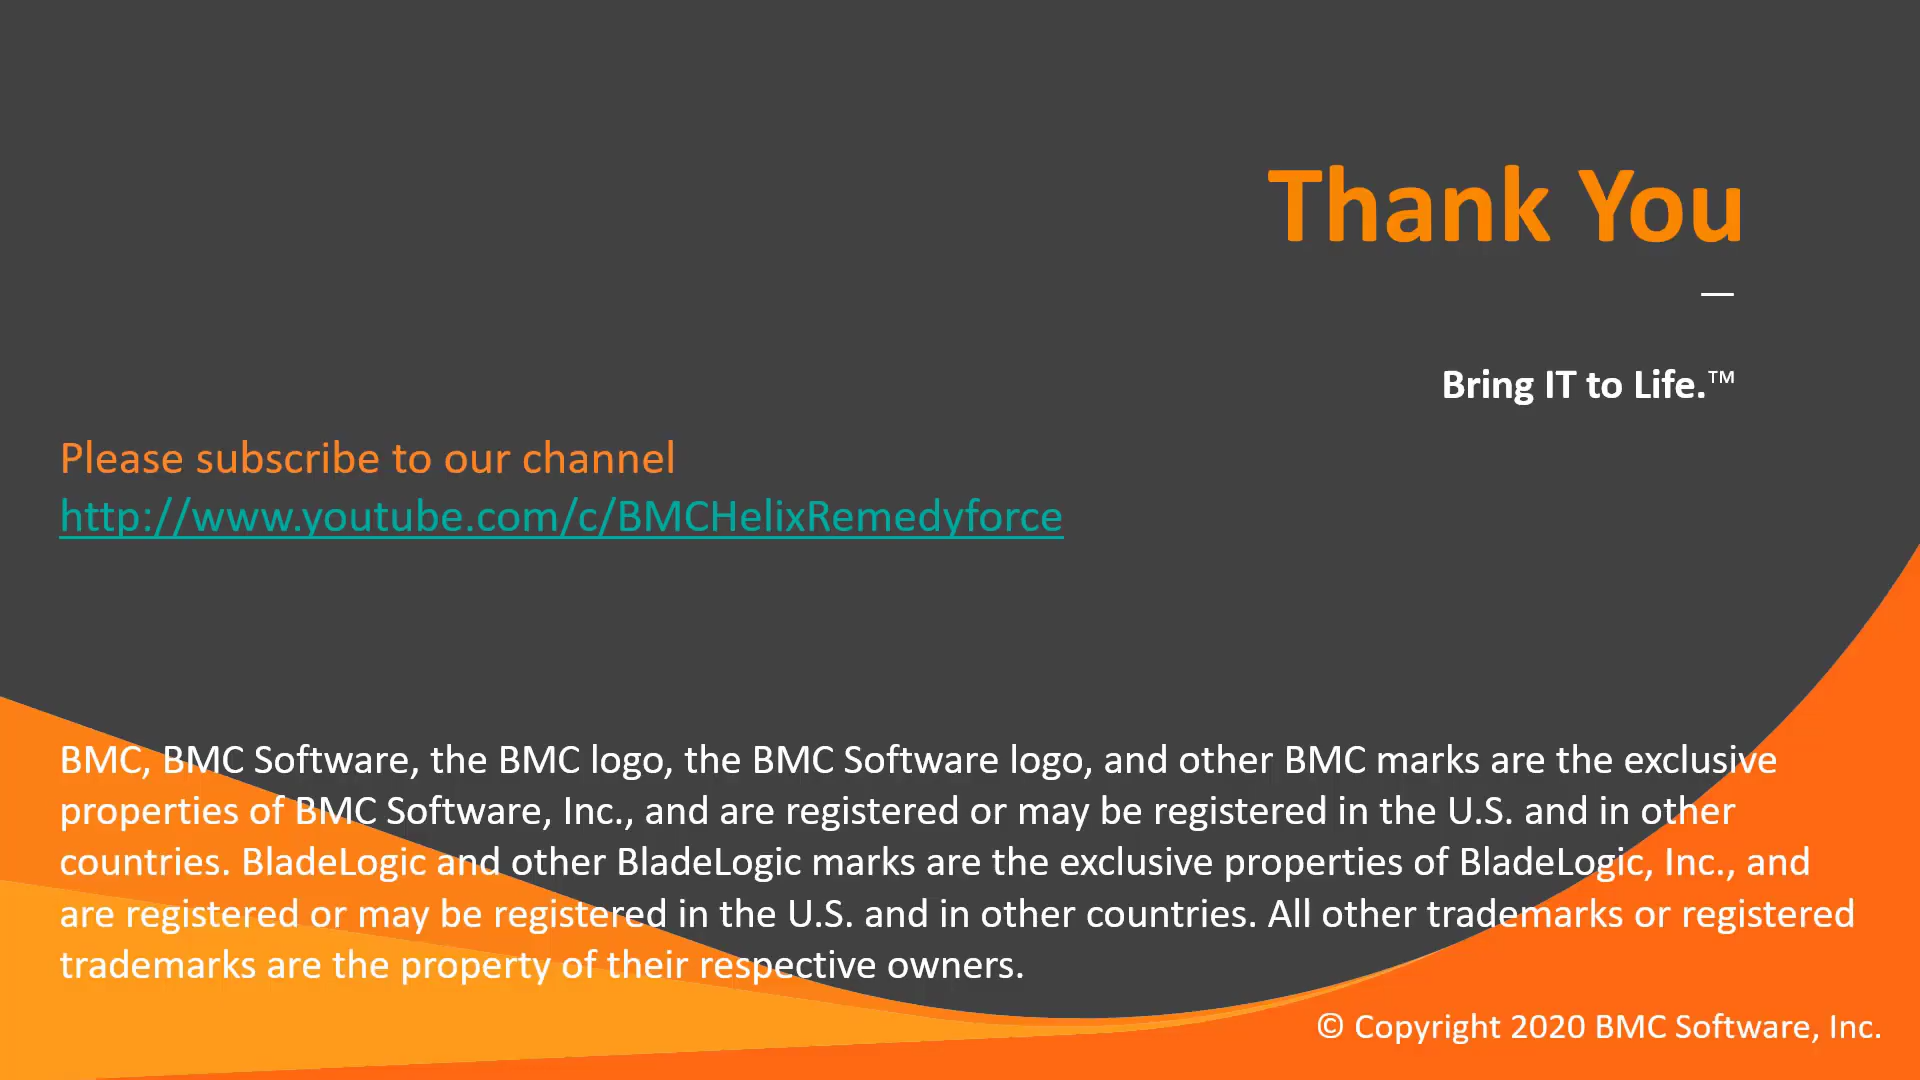 Thank You
Bring IT to Life.™
Please subscribe to our channel
http://www.youtube.com/c/BMCHelixRemedyforce
BMC, BMC Software, the BMC logo, the BMC Software logo, and other BMC marks are the exclusive
properties of BMC Software, Inc., and are registered or may be registered in the U.S. and in other
countries. BladeLogic and other BladeLogic marks are the exclusive properties of BladeLogic, Inc., and
are registered or may be registered in the U.S. and in other countries. All other trademarks or registered
trademarks are the property of their respective owners.
© Copyright 2020 BMC Software, Inc.